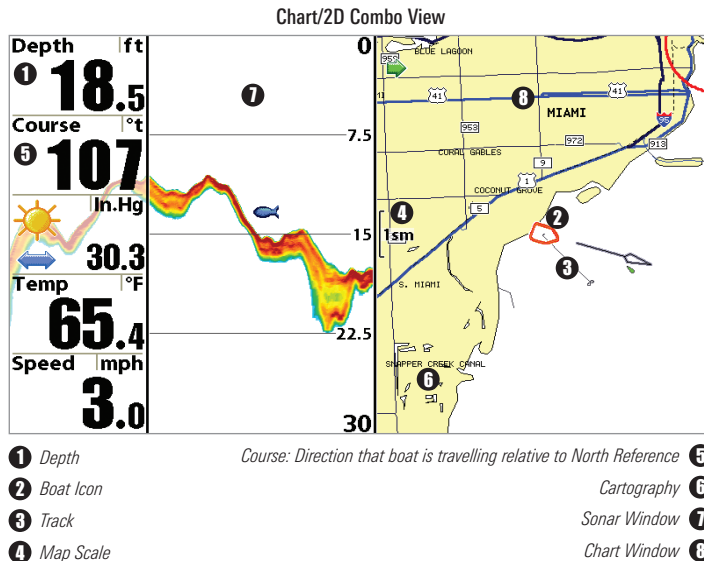 Chart/2D Combo View
Depth ft
1 18.5
Course °t
5 107
In.Hg
30.3
Temp °F
65.4
Speed mph
3.0
7
0
7.5
15
22.5
30
BLUE LAGOON
41
8
41
MIAMI
95
953
972
913
CORAL GABLES
9
1
COCONUT GROVE
5
4
1sm
2
3
S. MIAMI
SNAPPER CREEK CANAL
6
1 Depth
2 Boat Icon
3 Track
4 Map Scale
Course: Direction that boat is travelling relative to North Reference 5
Cartography 6
Sonar Window 7
Chart Window 8